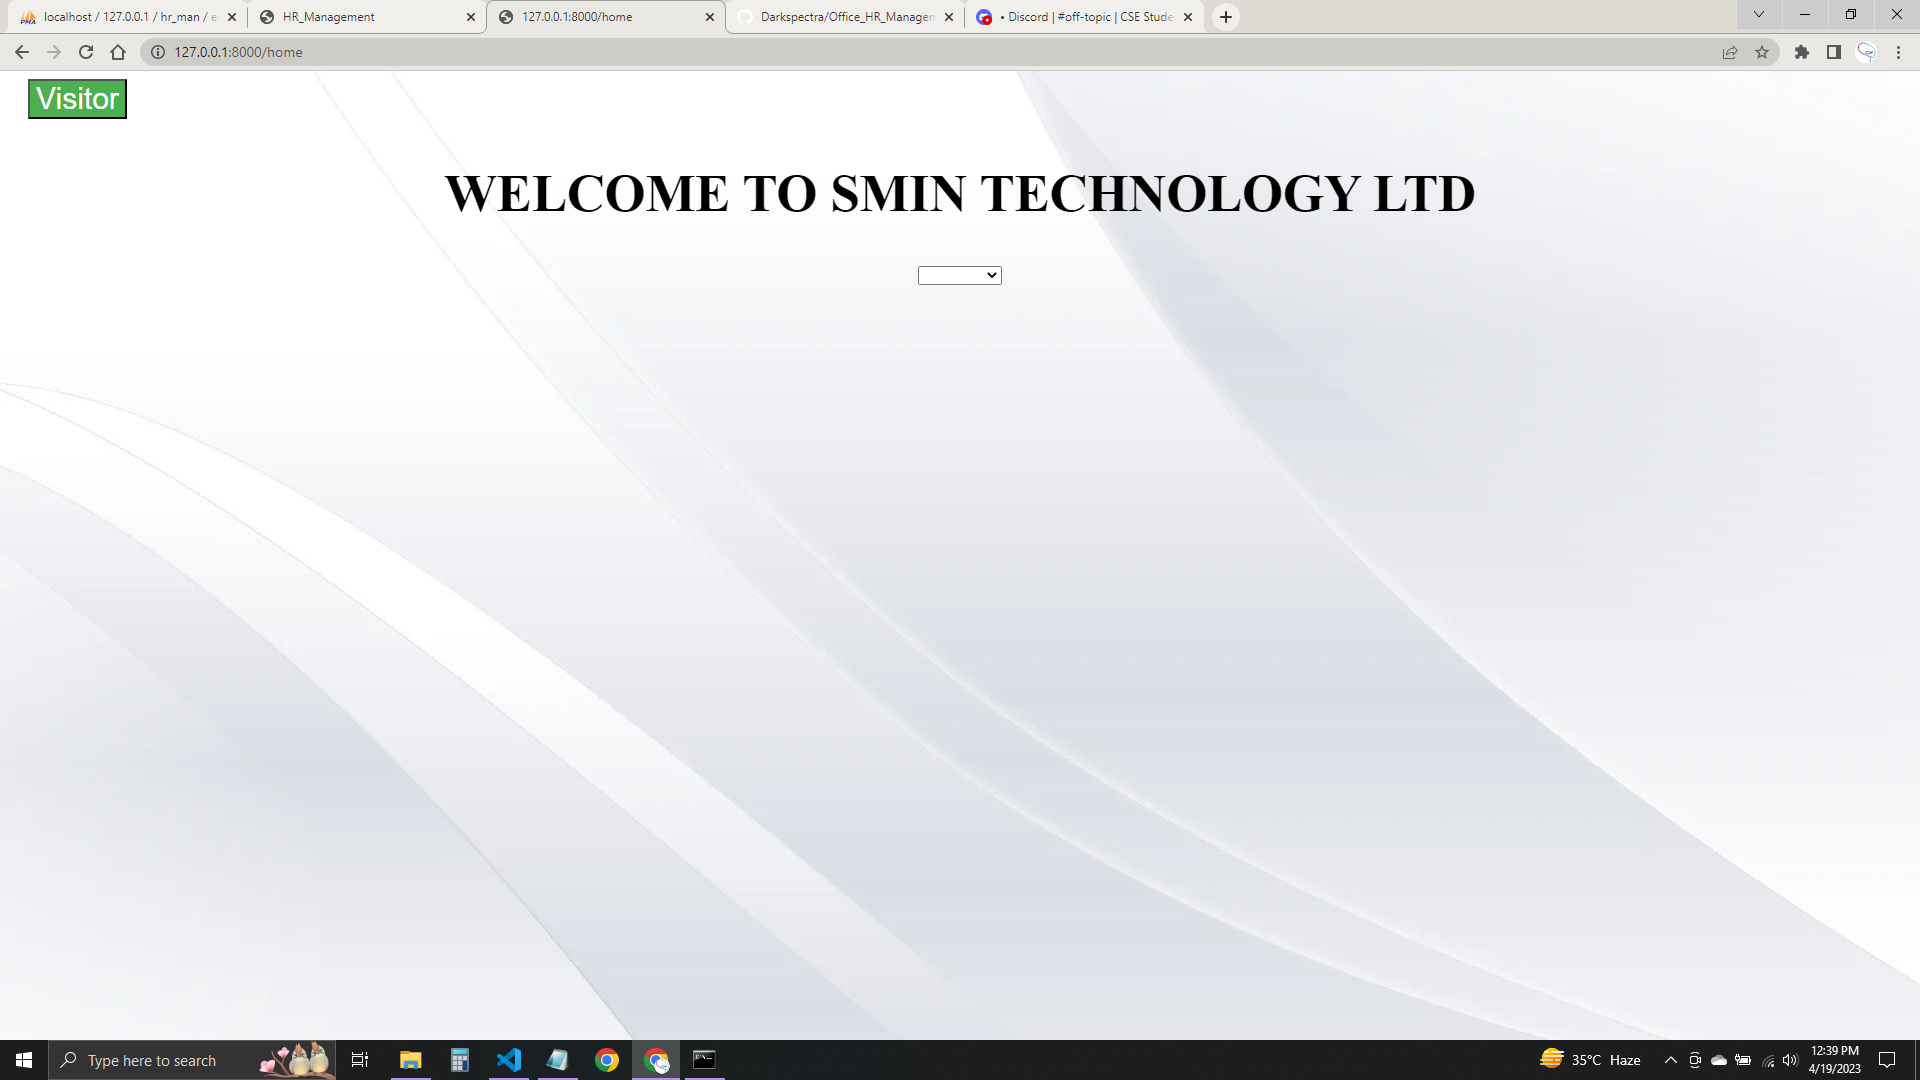 localhost / 127.0.0.1 / hr_man / e
HR_Management
127.0.0.1:8000/home
Darkspectra/Office_HR_Managem
• Discord | #off-topic | CSE Stude
127.0.0.1:8000/home
Visitor
WELCOME TO SMIN TECHNOLOGY LTD
Type here to search
35°C Haze
12:39 PM
4/19/2023